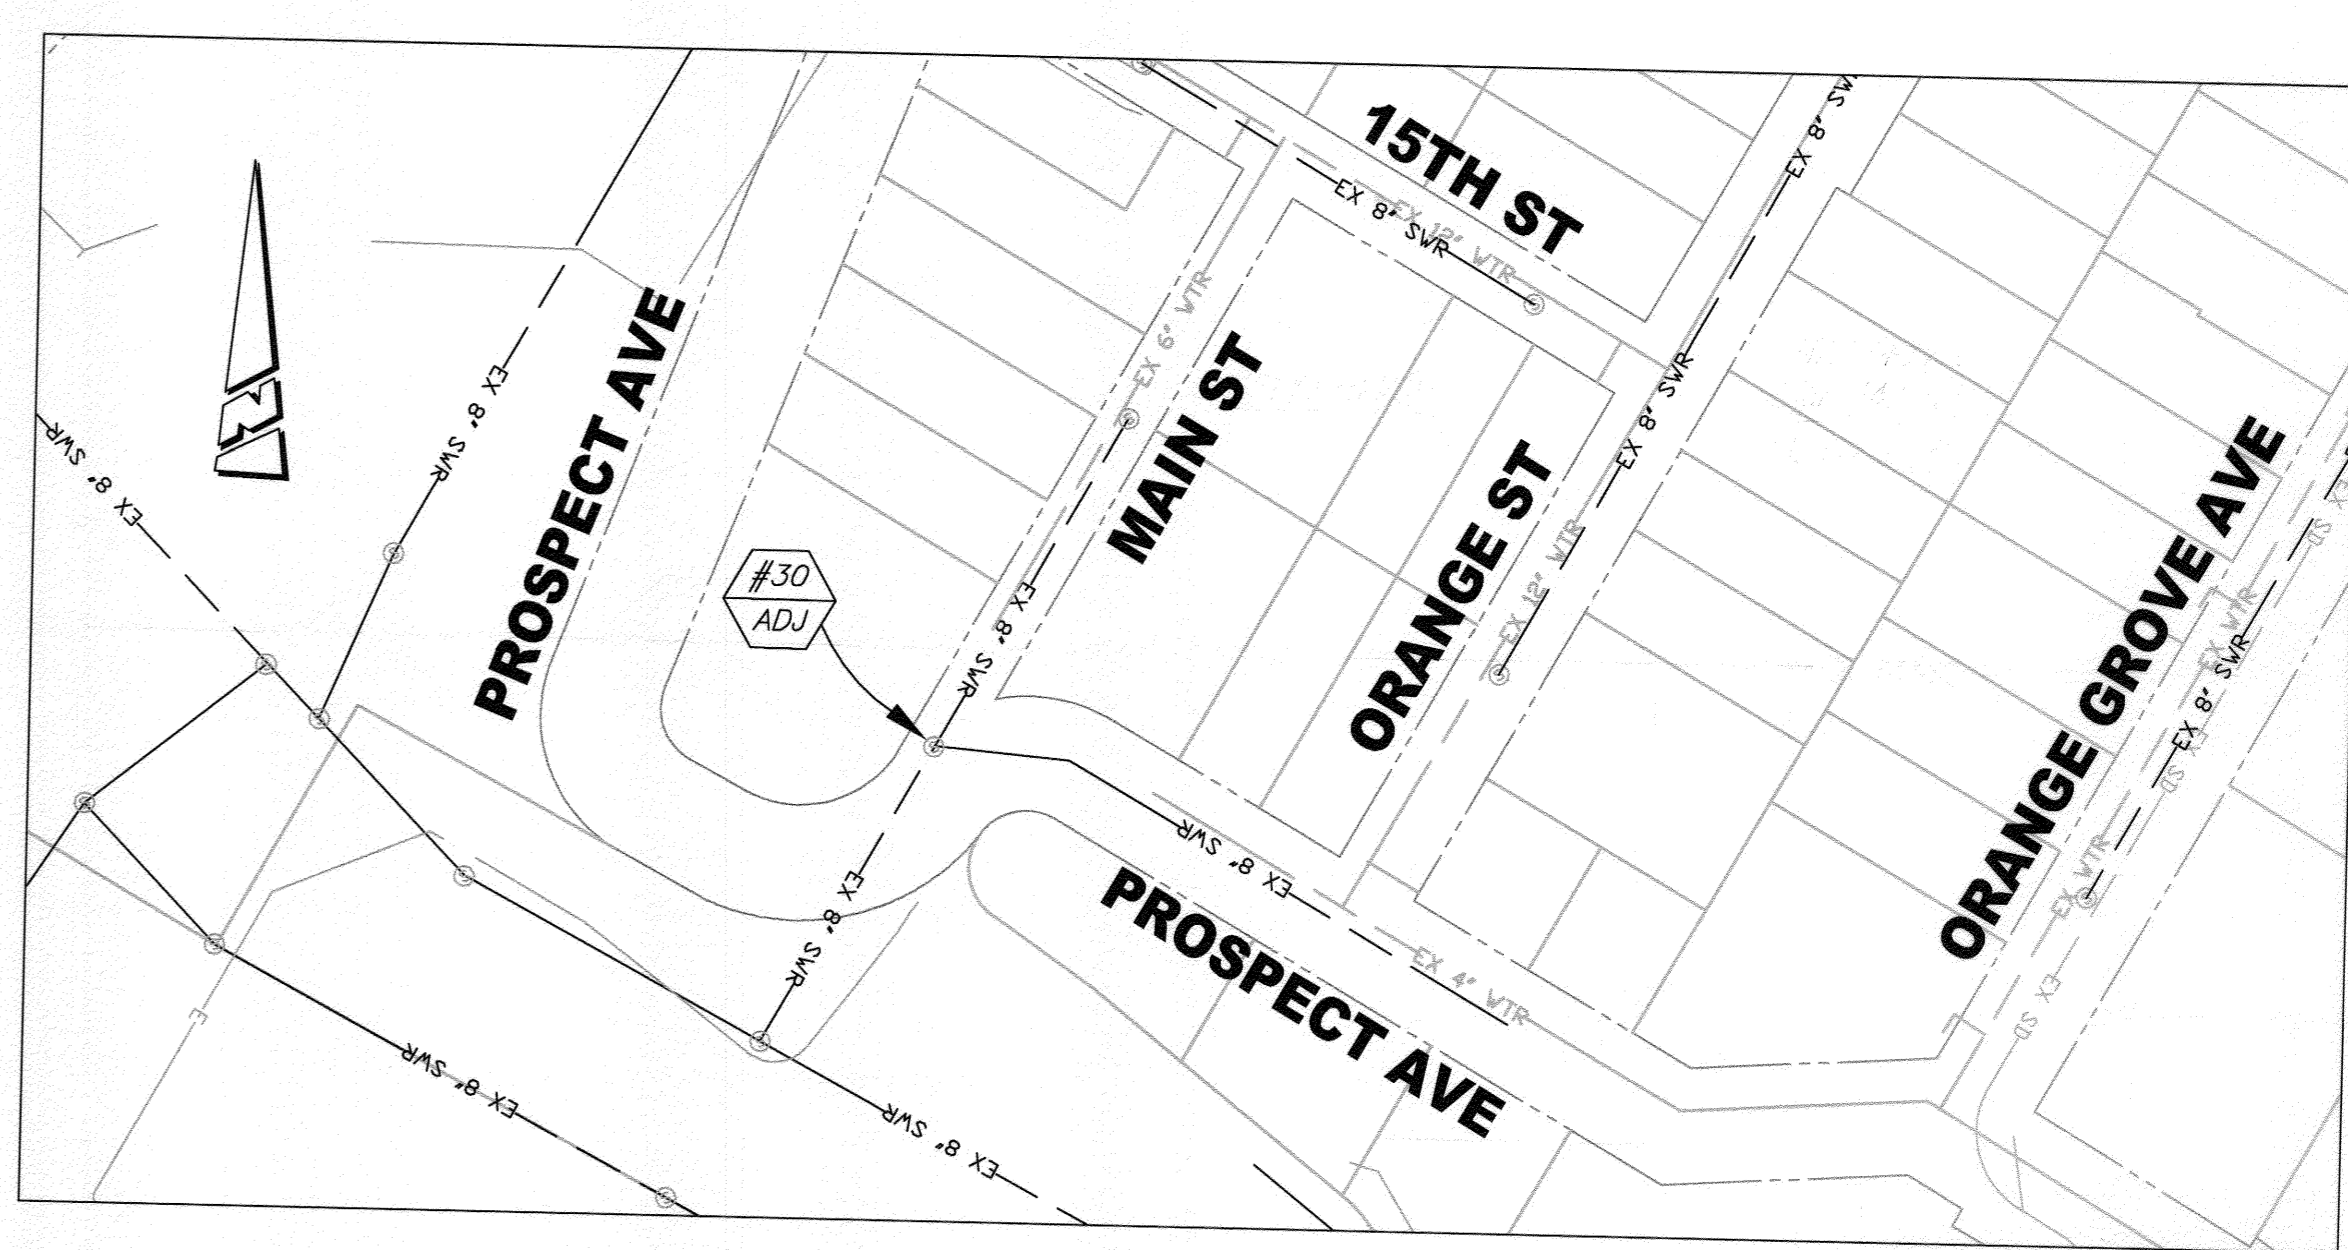 15TH ST
EX 8" SWR
EX 12" WTR
EX 8" SWR
EX 6" WTR
PROSPECT AVE
EX 8" SWR
EX 8" SWR
MAIN ST
EX 8" SWR
ORANGE ST
EX 12" WTR
ORANGE GROVE AVE
EX SD
EX WTR
EX 8" SWR
EX SD
EX WTR
EX SD
#30
ADJ
EX 8" SWR
EX 8" SWR
EX 8" SWR
PROSPECT AVE
EX 4" WTR
E
EX 8" SWR
EX 8" SWR